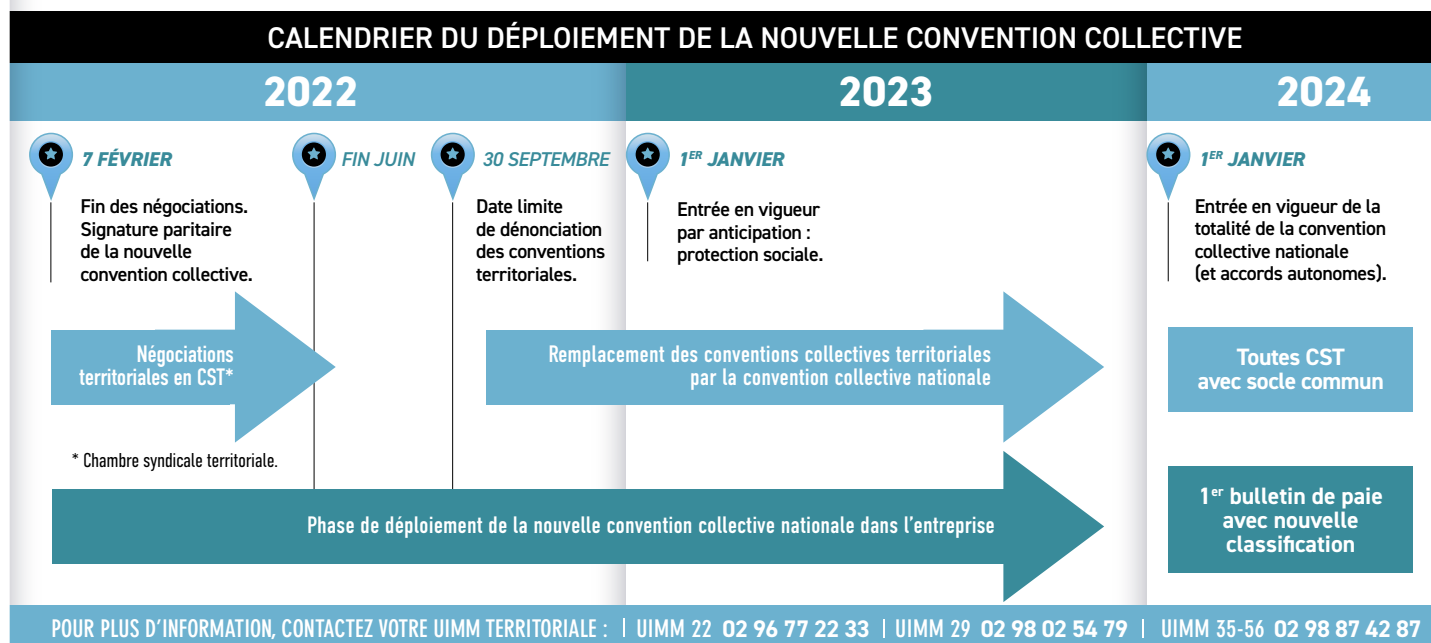 CALENDRIER DU DÉPLOIEMENT DE LA NOUVELLE CONVENTION COLLECTIVE
2022
2023
2024
7 FÉVRIER
Fin des négociations.
Signature paritaire
de la nouvelle
convention collective.
FIN JUIN
30 SEPTEMBRE
Date limite
de dénonciation
des conventions
territoriales.
1ER JANVIER
Entrée en vigueur
par anticipation :
protection sociale.
1ER JANVIER
Entrée en vigueur de la
totalité de la convention
collective nationale
(et accords autonomes).
Négociations
territoriales en CST*
Remplacement des conventions collectives territoriales
par la convention collective nationale
Toutes CST
avec socle commun
* Chambre syndicale territoriale.
Phase de déploiement de la nouvelle convention collective nationale dans l'entreprise
1er bulletin de paie
avec nouvelle
classification
POUR PLUS D'INFORMATION, CONTACTEZ VOTRE UIMM TERRITORIALE : | UIMM 22 02 96 77 22 33 | UIMM 29 02 98 02 54 79 | UIMM 35-56 02 98 87 42 87